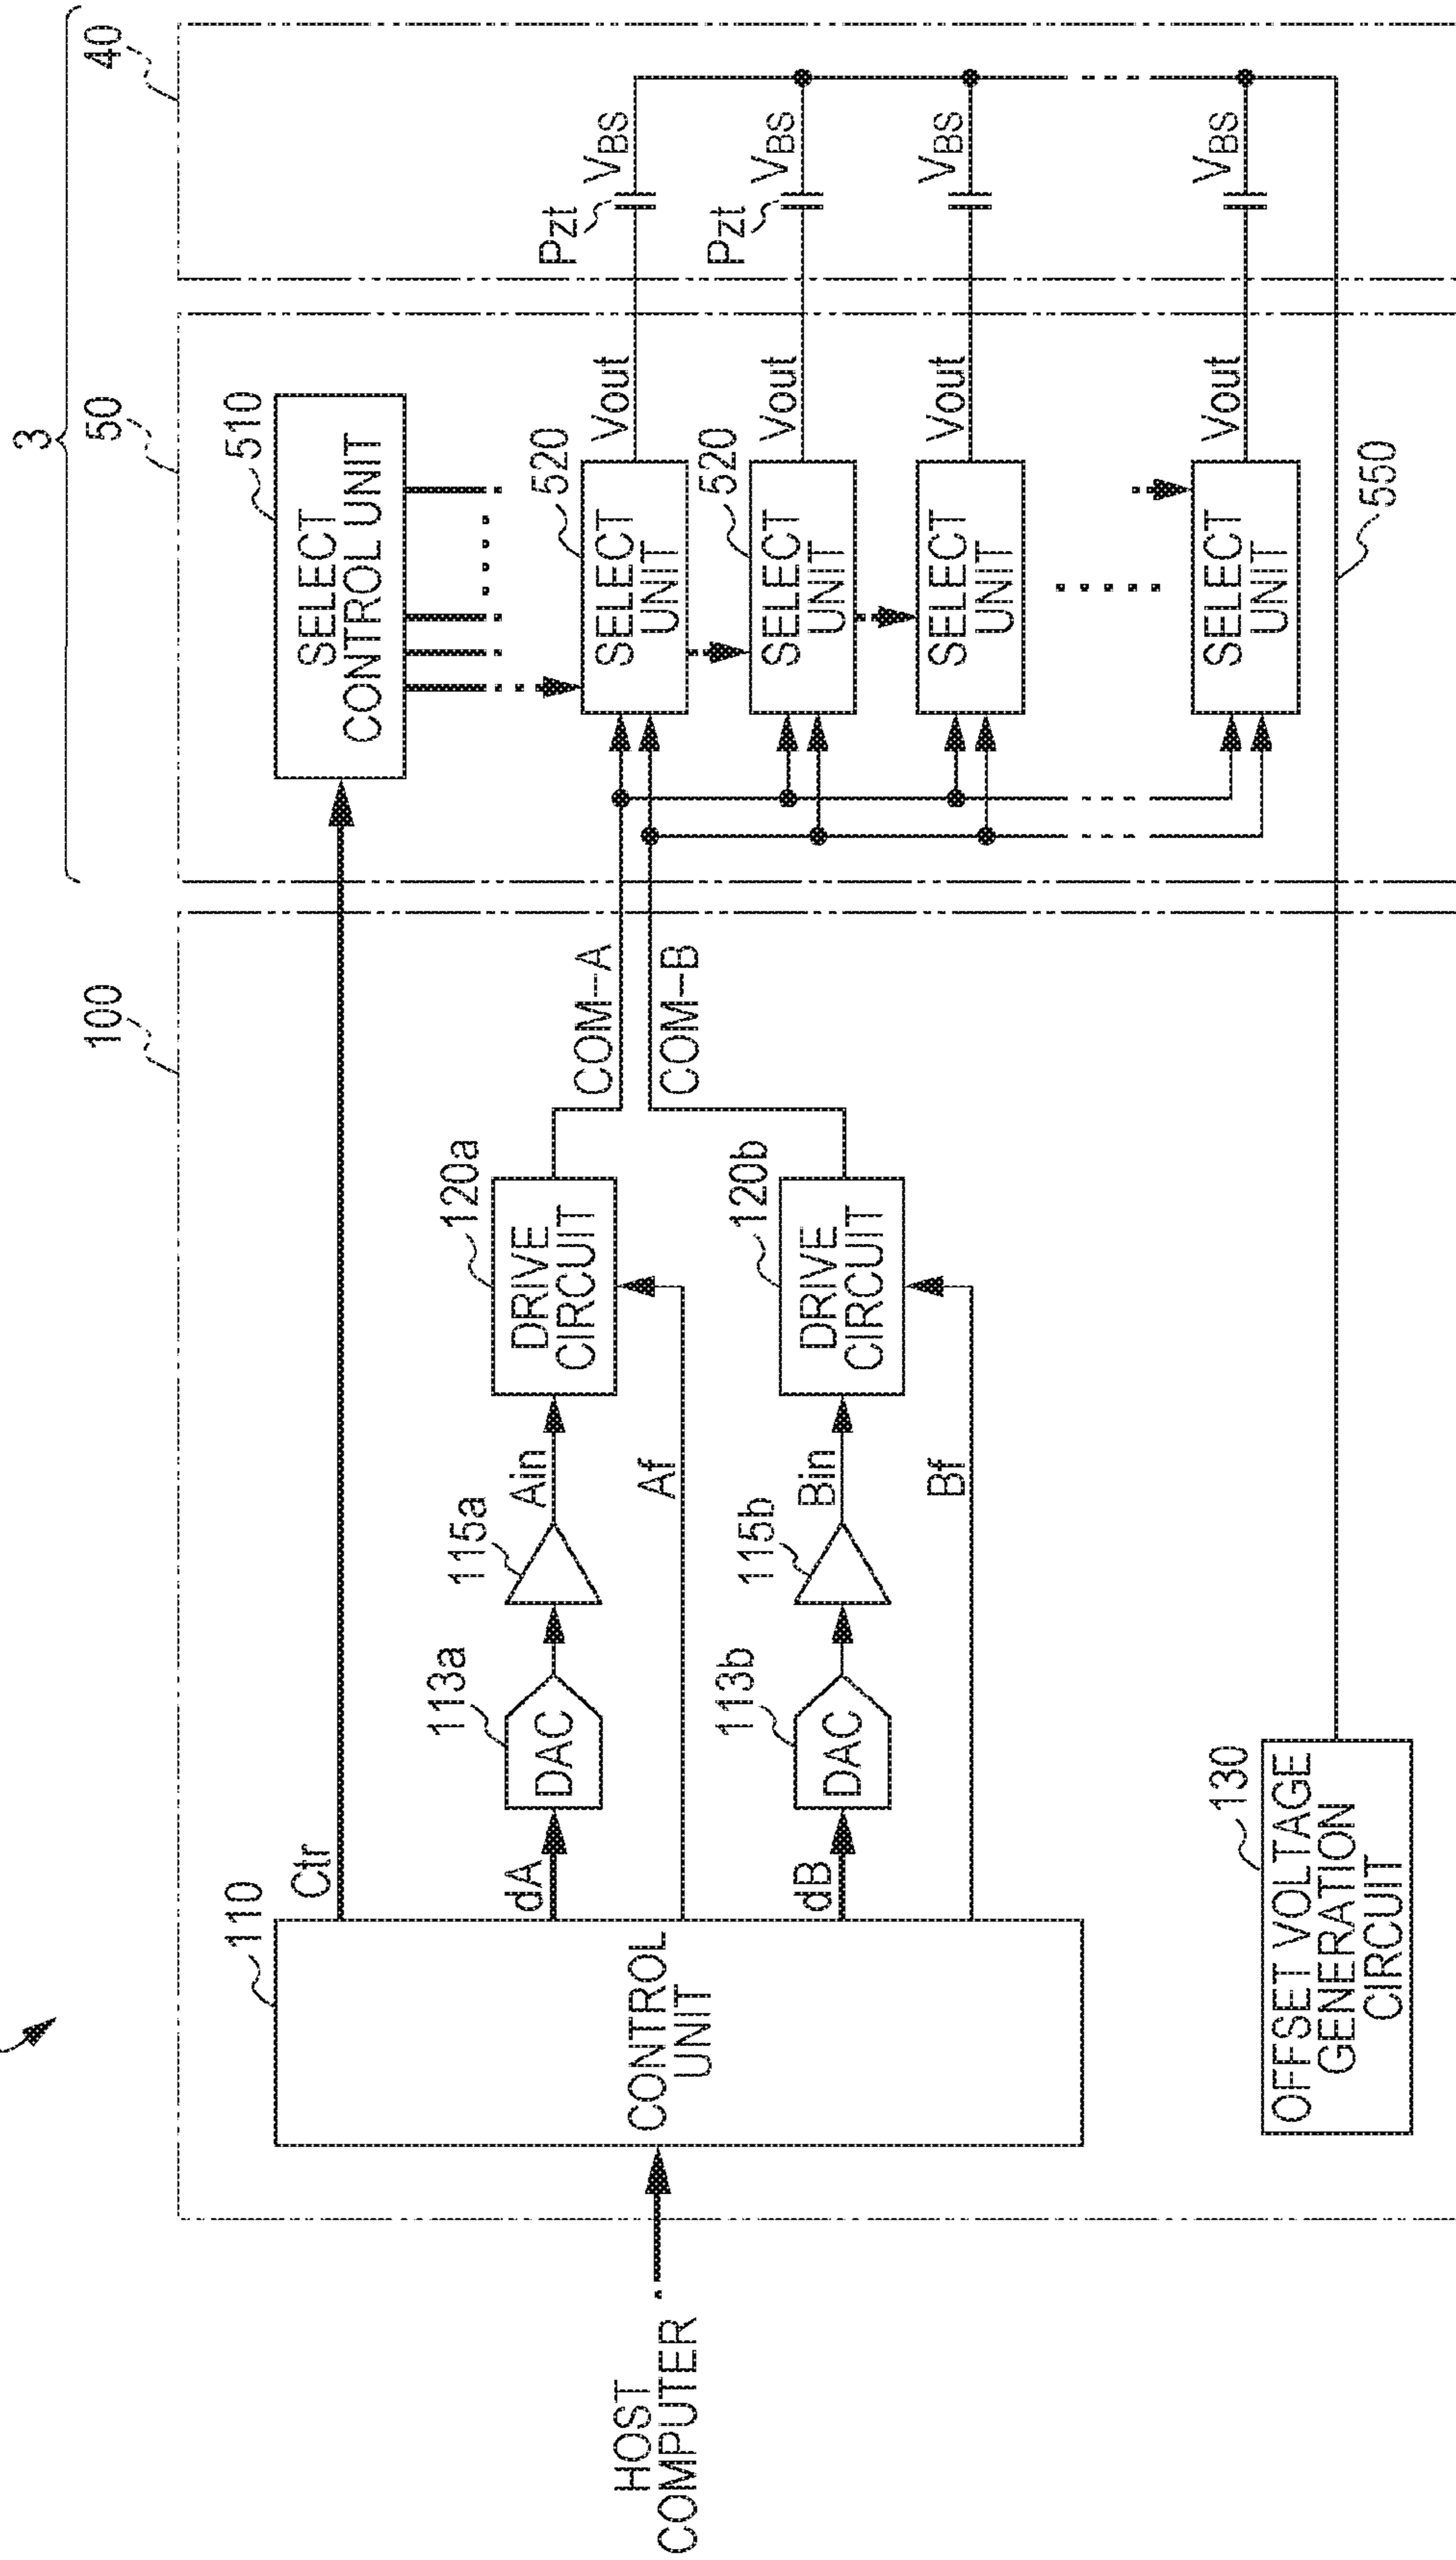 3
100
50
40
HOST
COMPUTER
110
CONTROL
UNIT
Ctr
510
SELECT
CONTROL UNIT
dA
113a
DAC
115a
Ain
120a
DRIVE
CIRCUIT
Af
COM-A
COM-B
dB
113b
DAC
115b
Bin
120b
DRIVE
CIRCUIT
Bf
520
SELECT
UNIT
Vout
Pzt
VBS
520
SELECT
UNIT
Vout
Pzt
VBS
SELECT
UNIT
Vout
VBS
SELECT
UNIT
Vout
VBS
130
OFFSET VOLTAGE
GENERATION
CIRCUIT
550